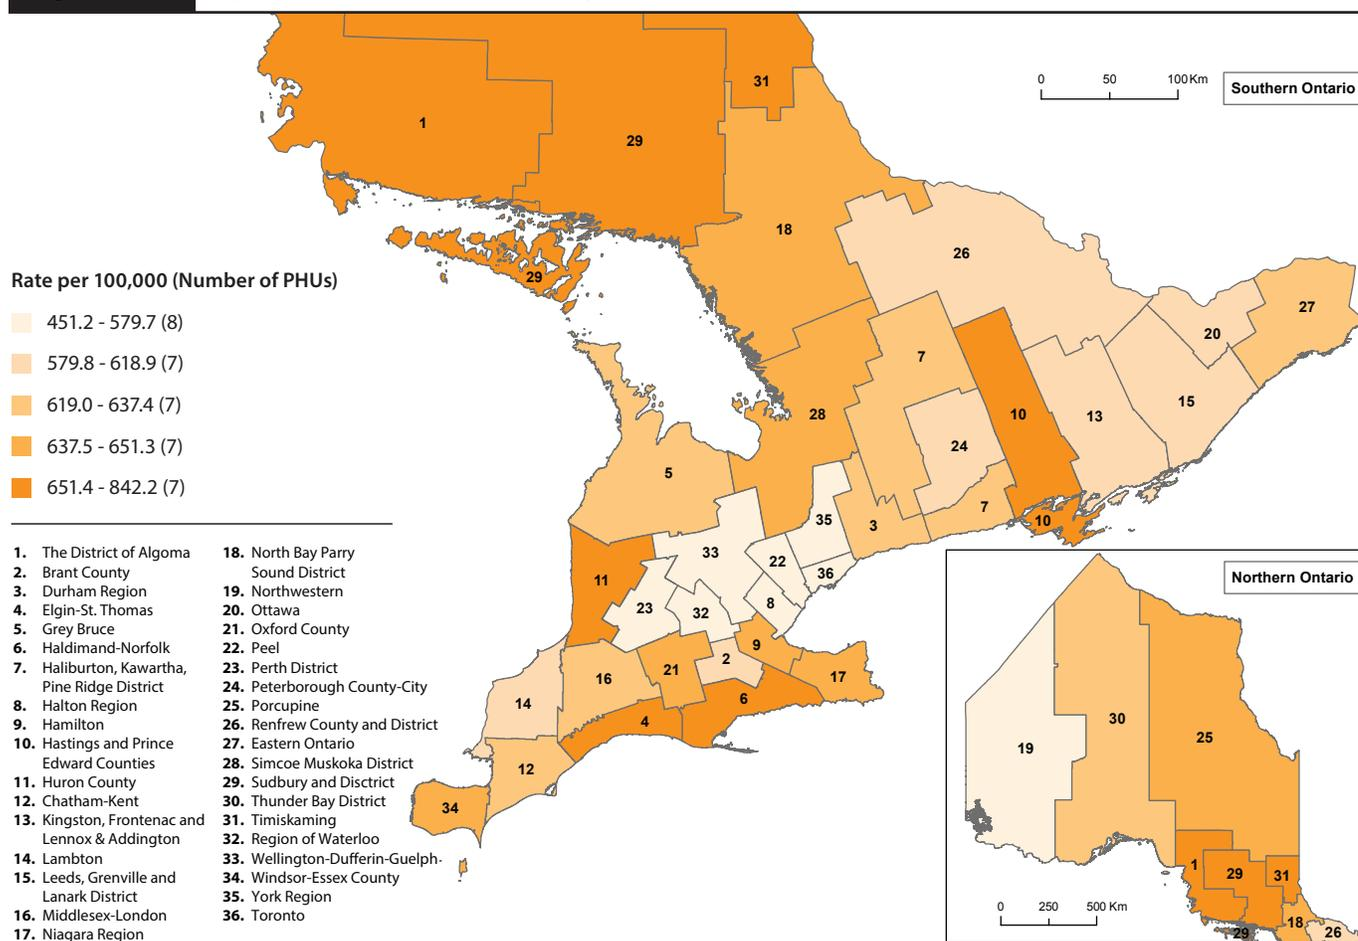 0 50 100 Km
Southern Ontario
31
1
29
18
26
29
27
20
7
28
10
13
15
24
5
7
35
3
10
33
22
36
11
23
32
8
9
2
21
16
17
14
6
4
12
34
Rate per 100,000 (Number of PHUs)
451.2 - 579.7 (8)
579.8 - 618.9 (7)
619.0 - 637.4 (7)
637.5 - 651.3 (7)
651.4 - 842.2 (7)
1. The District of Algoma
2. Brant County
3. Durham Region
4. Elgin-St. Thomas
5. Grey Bruce
6. Haldimand-Norfolk
7. Haliburton, Kawartha,
Pine Ridge District
8. Halton Region
9. Hamilton
10. Hastings and Prince
Edward Counties
11. Huron County
12. Chatham-Kent
13. Kingston, Frontenac and
Lennox & Addington
14. Lambton
15. Leeds, Grenville and
Lanark District
16. Middlesex-London
17. Niagara Region
18. North Bay Parry
Sound District
19. Northwestern
20. Ottawa
21. Oxford County
22. Peel
23. Perth District
24. Peterborough County-City
25. Porcupine
26. Renfrew County and District
27. Eastern Ontario
28. Simcoe Muskoka District
29. Sudbury and Disctrict
30. Thunder Bay District
31. Timiskaming
32. Region of Waterloo
33. Wellington-Dufferin-Guelph-
34. Windsor-Essex County
35. York Region
36. Toronto
Northern Ontario
19
30
25
1
29
31
18
29
26
0 250 500 Km